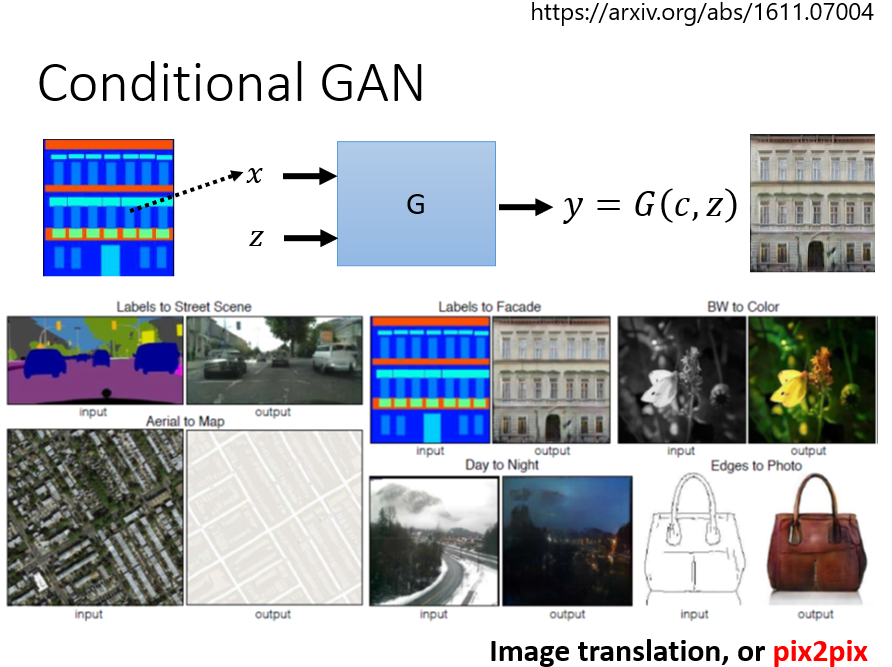 https://arxiv.org/abs/1611.07004
Conditional GAN
x
G
y = G(c, z)
z
Labels to Street Scene
Labels to Facade
BW to Color
input
output
input
output
input
output
Aerial to Map
Day to Night
Edges to Photo
input
output
input
output
input
output
Image translation, or pix2pix